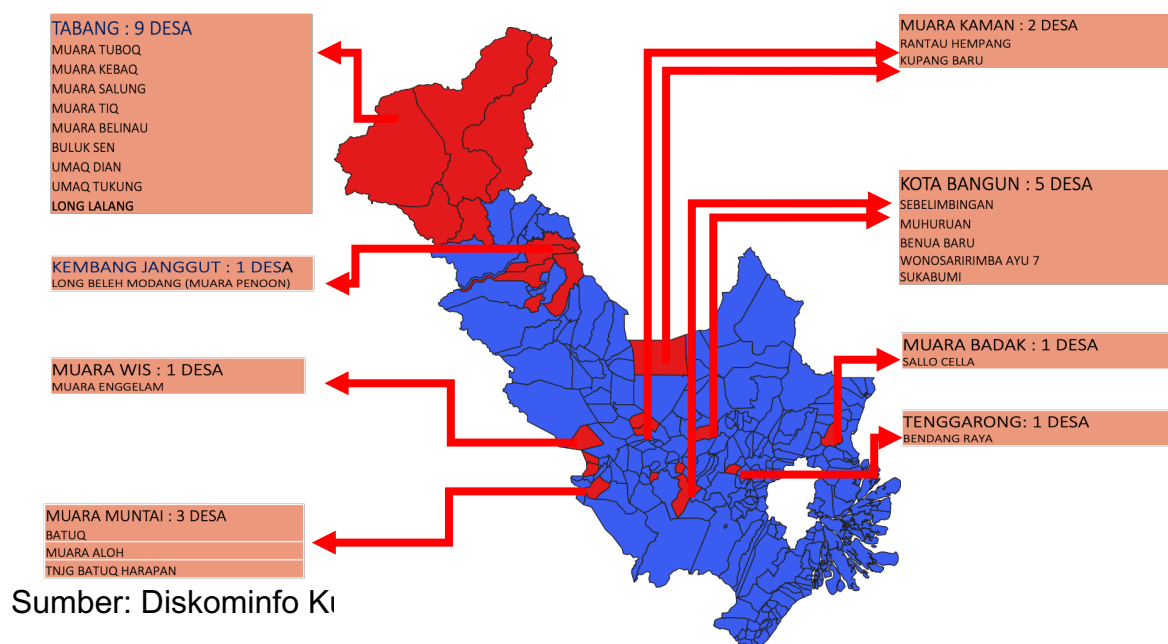 TABANG : 9 DESA
MUARA TUBOQ
MUARA KEBAQ
MUARA SALUNG
MUARA TIQ
MUARA BELINAU
BULUK SEN
UMAQ DIAN
UMAQ TUKUNG
LONG LALANG
KEMBANG JANGGUT : 1 DESA
LONG BELEH MODANG (MUARA PENOON)
MUARA WIS : 1 DESA
MUARA ENGGELAM
MUARA MUNTAI : 3 DESA
BATUQ
MUARA ALOH
TNJG BATUQ HARAPAN
MUARA KAMAN : 2 DESA
RANTAU HEMPANG
KUPANG BARU
KOTA BANGUN : 5 DESA
SEBELIMBINGAN
MUHURUAN
BENUA BARU
WONOSARIRIMBA AYU 7
SUKABUMI
MUARA BADAK : 1 DESA
SALLO CELLA
TENGGARONG: 1 DESA
BENDANG RAYA
Sumber: Diskominfo